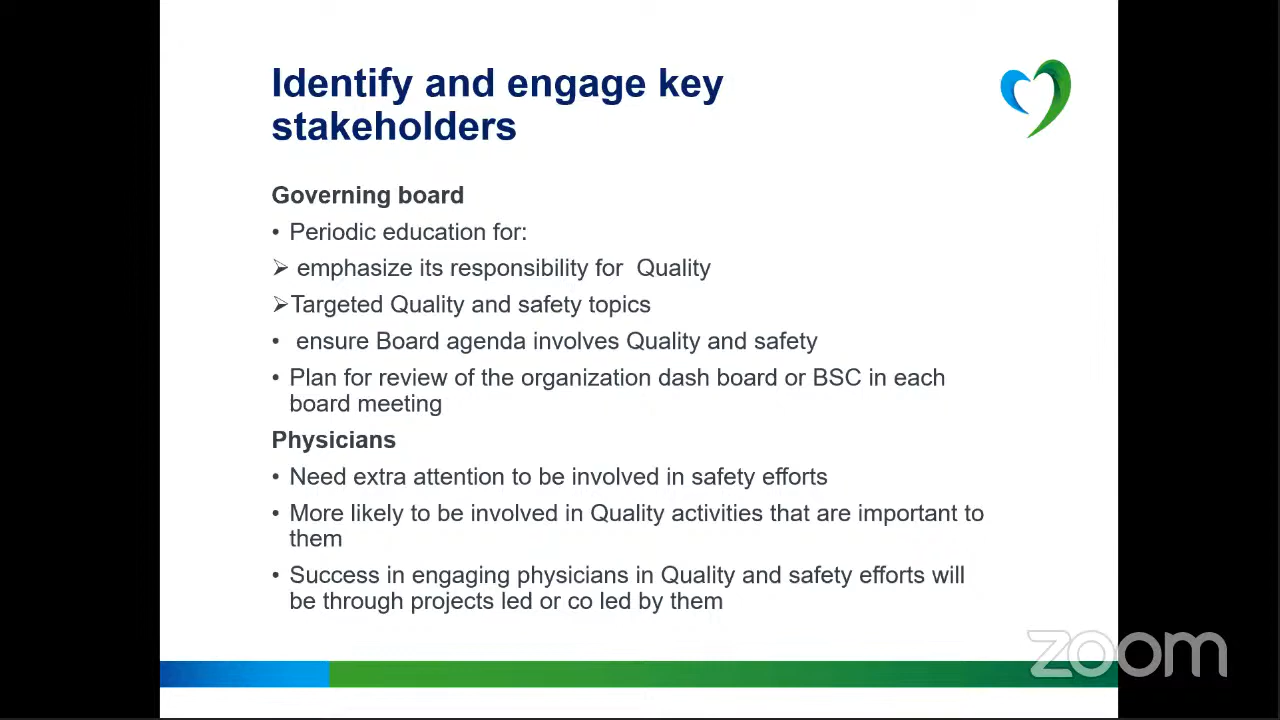 Identify and engage key
stakeholders
Governing board
• Periodic education for:
➢ emphasize its responsibility for  Quality
➢Targeted Quality and safety topics
•  ensure Board agenda involves Quality and safety
• Plan for review of the organization dash board or BSC in each
board meeting
Physicians
• Need extra attention to be involved in safety efforts
• More likely to be involved in Quality activities that are important to
them
• Success in engaging physicians in Quality and safety efforts will
be through projects led or co led by them
zoom